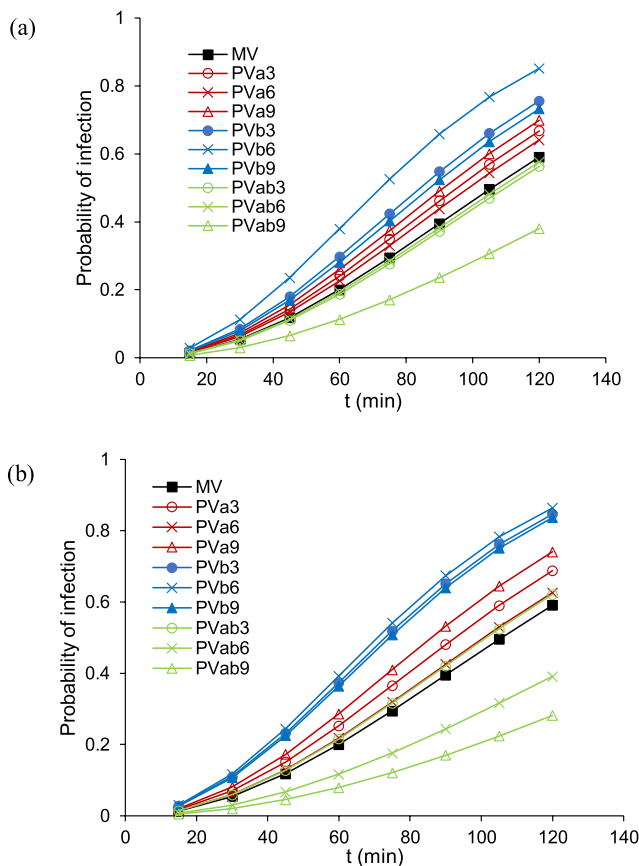 (a)
1
0.8
0.6
0.4
0.2
0
Probability of infection
MV
PVa3
PVa6
PVa9
PVb3
PVb6
PVb9
PVab3
PVab6
PVab9
0 20 40 60 80 100 120 140
t (min)
(b)
1
0.8
0.6
0.4
0.2
0
Probability of infection
MV
PVa3
PVa6
PVa9
PVb3
PVb6
PVb9
PVab3
PVab6
PVab9
0 20 40 60 80 100 120 140
t (min)